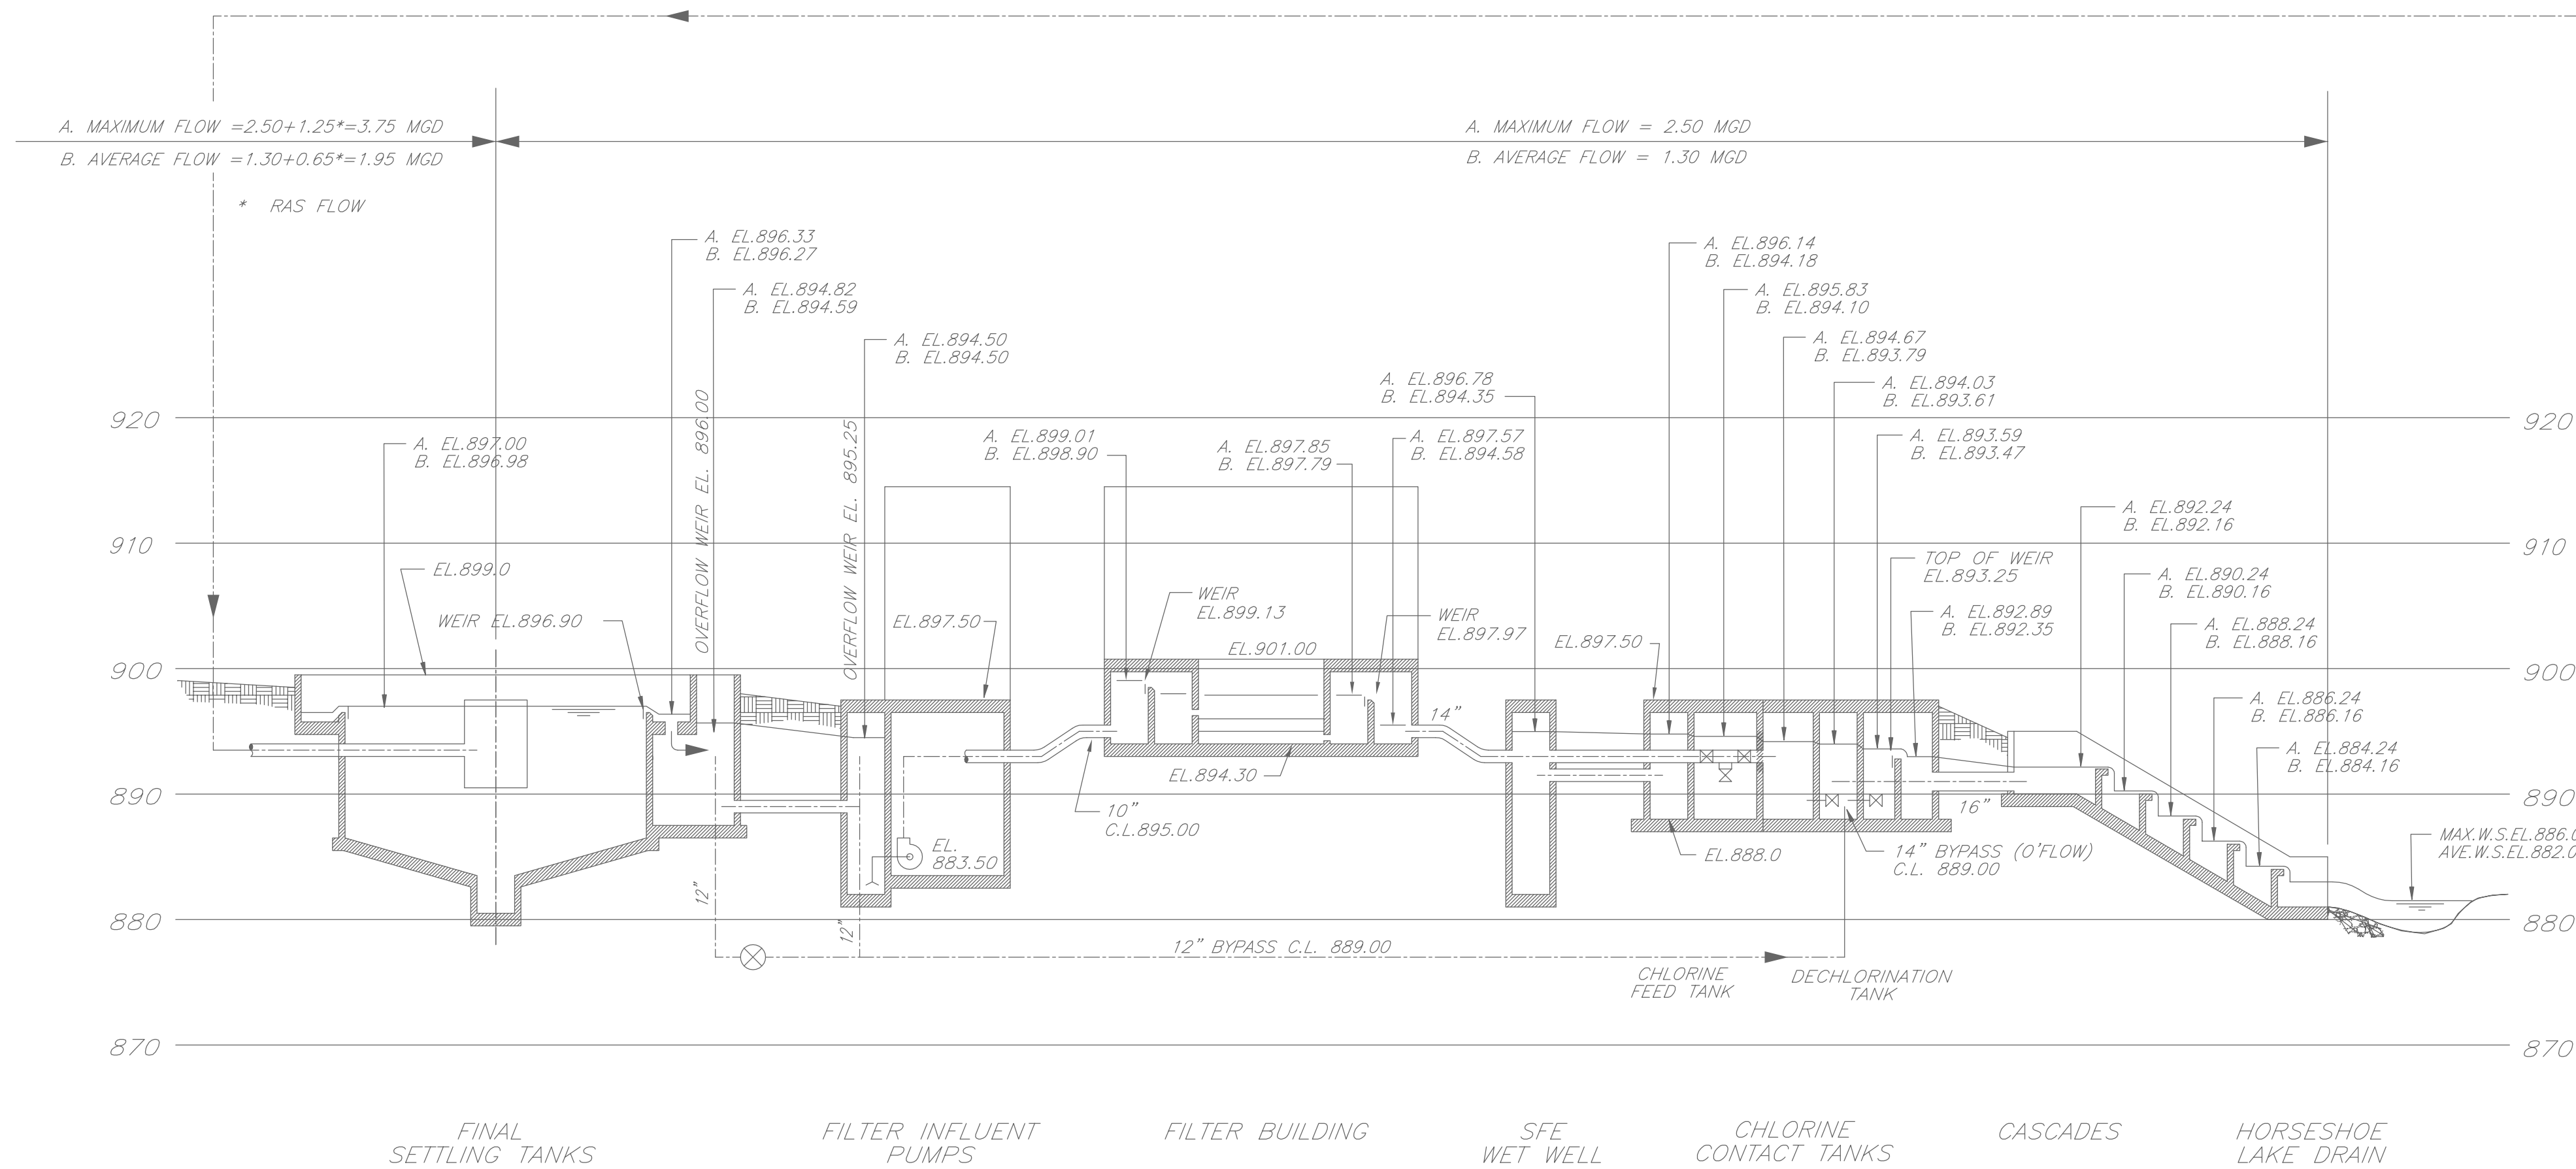 A. MAXIMUM FLOW =2.50+1.25*=3.75 MGD
B. AVERAGE FLOW =1.30+0.65*=1.95 MGD
* RAS FLOW
A. MAXIMUM FLOW = 2.50 MGD
B. AVERAGE FLOW = 1.30 MGD
A. EL.896.33
B. EL.896.27
A. EL.894.82
B. EL.894.59
A. EL.894.50
B. EL.894.50
A. EL.896.14
B. EL.894.18
A. EL.895.83
B. EL.894.10
A. EL.894.67
B. EL.893.79
A. EL.896.78
B. EL.894.35
A. EL.894.03
B. EL.893.61
920
920
A. EL.897.00
B. EL.896.98
OVERFLOW WEIR EL. 896.00
OVERFLOW WEIR EL. 895.25
A. EL.899.01
B. EL.898.90
A. EL.897.85
B. EL.897.79
A. EL.897.57
B. EL.894.58
A. EL.893.59
B. EL.893.47
A. EL.892.24
B. EL.892.16
910
910
EL.899.0
WEIR EL.896.90
EL.897.50
WEIR
EL.899.13
WEIR
EL.897.97
EL.901.00
EL.897.50
TOP OF WEIR
EL.893.25
A. EL.892.89
B. EL.892.35
A. EL.890.24
B. EL.890.16
A. EL.888.24
B. EL.888.16
900
900
A. EL.886.24
B. EL.886.16
A. EL.884.24
B. EL.884.16
14"
EL.894.30
890
890
10"
C.L.895.00
16"
EL.
883.50
EL.888.0
14" BYPASS (O'FLOW)
C.L. 889.00
MAX.W.S.EL.886.0
AVE.W.S.EL.882.0
12"
12"
880
880
12" BYPASS C.L. 889.00
CHLORINE
FEED TANK
DECHLORINATION
TANK
870
870
FINAL
SETTLING TANKS
FILTER INFLUENT
PUMPS
FILTER BUILDING
SFE
WET WELL
CHLORINE
CONTACT TANKS
CASCADES
HORSESHOE
LAKE DRAIN